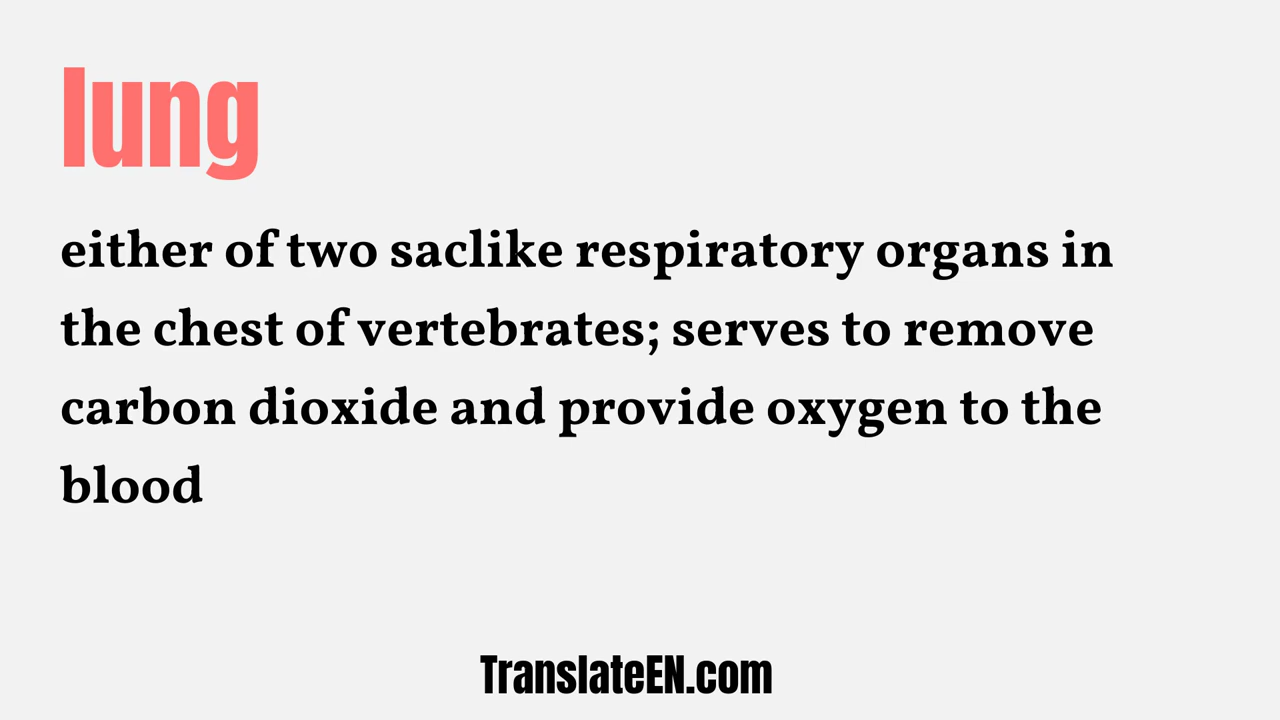 lung
either of two saclike respiratory organs in
the chest of vertebrates; serves to remove
carbon dioxide and provide oxygen to the
blood
TranslateEN.com